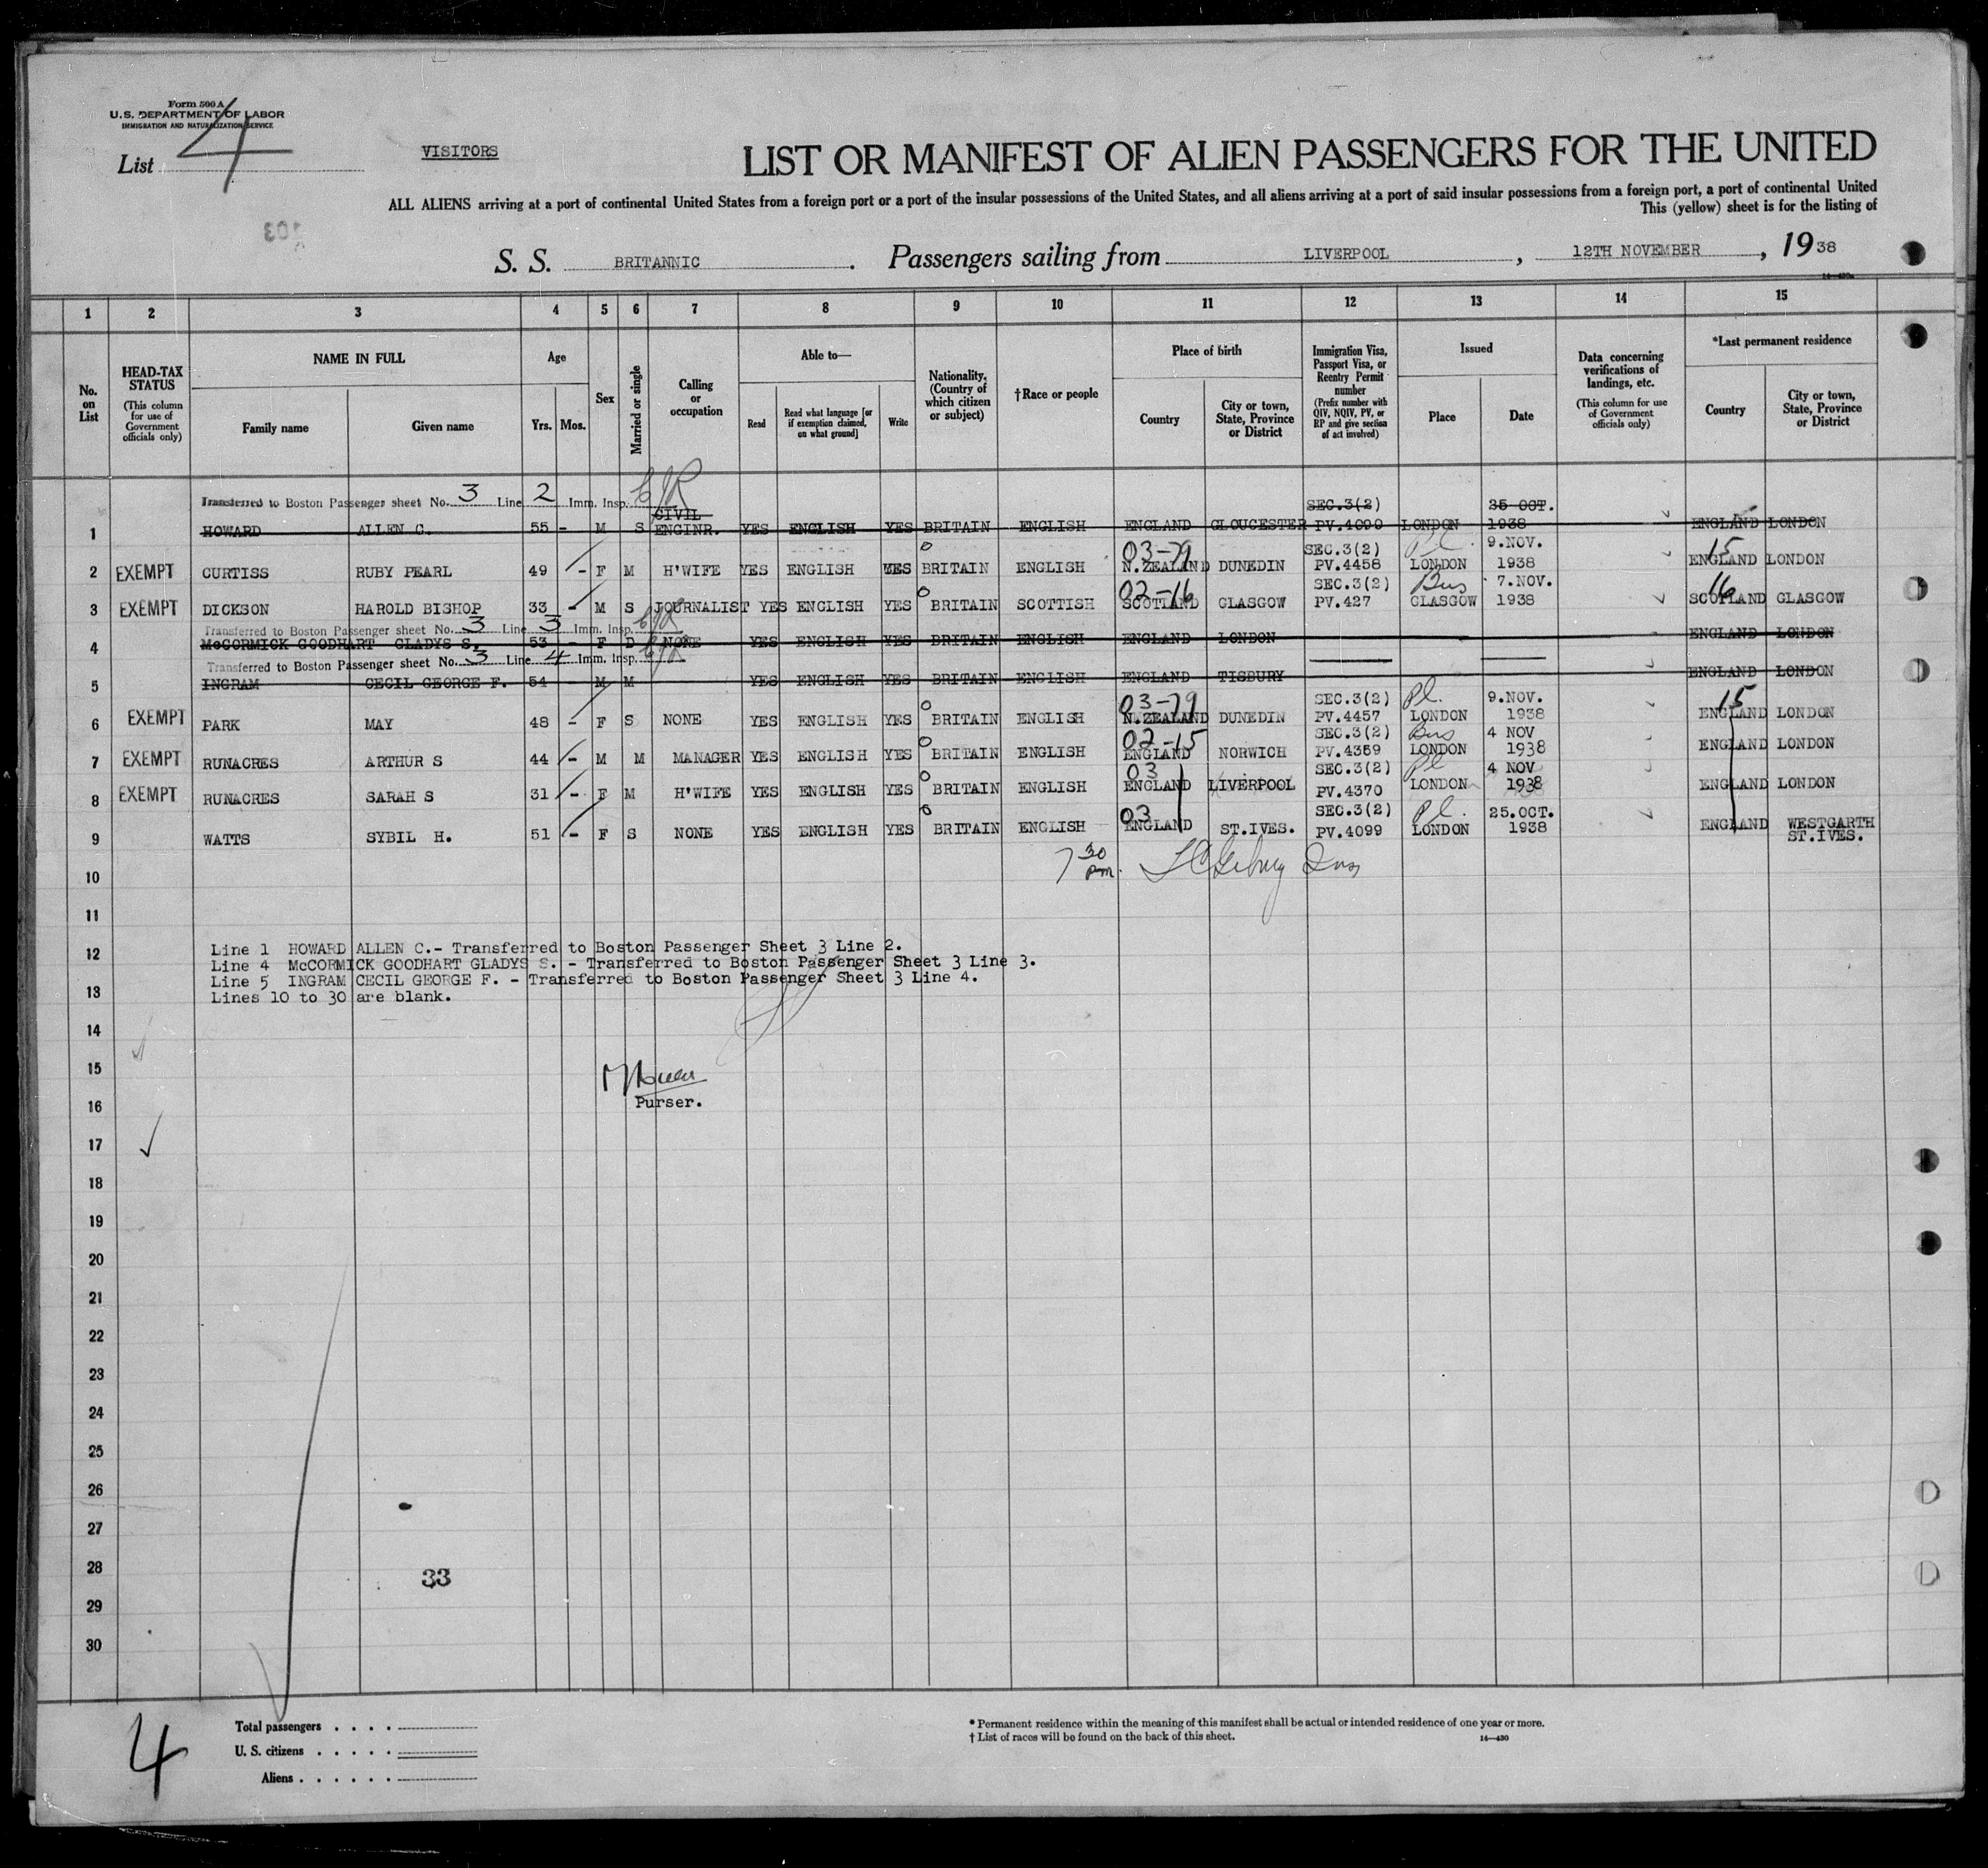 Form 500 A
U.S. DEPARTMENT OF LABOR
IMMIGRATION AND NATURALIZATION SERVICE
List 4
VISITORS
LIST OR MANIFEST OF ALIEN PASSENGERS FOR THE UNITED
ALL ALIENS arriving at a port of continental United States from a foreign port or a port of the insular possessions of the United States, and all aliens arriving at a port of said insular possessions from a foreign port, a port of continental United
This (yellow) sheet is for the listing of
103
S. S. BRITANNIC. Passengers sailing from LIVERPOOL, 12TH NOVEMBER, 1938
1 2 3 4 5 6 7 8 9 10 11 12 13 14 15
No. on List
HEAD-TAX STATUS (This column for use of Government officials only)
NAME IN FULL Family name Given name
Age Yrs. Mos.
Sex
Married or single
Calling or occupation
Able to— Read Read what language [or if exemption claimed, on what ground] Write
Nationality. (Country of which citizen or subject)
†Race or people
Place of birth Country City or town, State, Province or District
Immigration Visa, Passport Visa, or Reentry Permit number (Prefix number with QIV, NQIV, PV, or RP and give section of act involved)
Issued Place Date
Data concerning verifications of landings, etc. (This column for use of Government officials only)
*Last permanent residence Country City or town, State, Province or District
Transferred to Boston Passenger sheet No. 3 Line 2 Imm. Insp.
CIVIL SEC.3(2) 25 OCT.
1 HOWARD ALLEN C. 55 - M S ENGINR. YES ENGLISH YES BRITAIN ENGLISH ENGLAND GLOUCESTER PV.4090 LONDON 1938 ENGLAND LONDON
03-79 SEC.3(2) Pl. 9.NOV. 15
2 EXEMPT CURTISS RUBY PEARL 49 - F M H'WIFE YES ENGLISH YES BRITAIN ENGLISH N.ZEALAND DUNEDIN PV.4458 LONDON 1938 ENGLAND LONDON
02-16 SEC.3(2) Bus 7.NOV. 16
3 EXEMPT DICKSON HAROLD BISHOP 33 - M S JOURNALIST YES ENGLISH YES BRITAIN SCOTTISH SCOTLAND GLASGOW PV.427 GLASGOW 1938 SCOTLAND GLASGOW
Transferred to Boston Passenger sheet No. 3 Line 3 Imm. Insp.
4 McCORMICK GOODHART GLADYS S. 53 - F D NONE YES ENGLISH YES BRITAIN ENGLISH ENGLAND LONDON ENGLAND LONDON
Transferred to Boston Passenger sheet No. 3 Line 4 Imm. Insp.
5 INGRAM CECIL GEORGE F. 54 M M YES ENGLISH YES BRITAIN ENGLISH ENGLAND TISBURY ENGLAND LONDON
03-79 SEC.3(2) Pl. 9.NOV. 15
6 EXEMPT PARK MAY 48 - F S NONE YES ENGLISH YES BRITAIN ENGLISH N.ZEALAND DUNEDIN PV.4457 LONDON 1938 ENGLAND LONDON
02-15 SEC.3(2) Bus 4 NOV
7 EXEMPT RUNACRES ARTHUR S 44 - M M MANAGER YES ENGLISH YES BRITAIN ENGLISH ENGLAND NORWICH PV.4359 LONDON 1938 ENGLAND LONDON
03 SEC.3(2) Pl 4 NOV
8 EXEMPT RUNACRES SARAH S 31 - F M H'WIFE YES ENGLISH YES BRITAIN ENGLISH ENGLAND LIVERPOOL PV.4370 LONDON 1938 ENGLAND LONDON
03 SEC.3(2) Pl. 25.OCT.
9 WATTS SYBIL H. 51 - F S NONE YES ENGLISH YES BRITAIN ENGLISH ENGLAND ST.IVES. PV.4099 LONDON 1938 ENGLAND WESTGARTH ST.IVES.
7 30 pm.
10
11
12 Line 1 HOWARD ALLEN C.- Transferred to Boston Passenger Sheet 3 Line 2.
Line 4 McCORMICK GOODHART GLADYS S. - Transferred to Boston Passenger Sheet 3 Line 3.
13 Line 5 INGRAM CECIL GEORGE F. - Transferred to Boston Passenger Sheet 3 Line 4.
Lines 10 to 30 are blank.
14
15
16 Purser.
17
18
19
20
21
22
23
24
25
26
27
28 33
29
30
4
Total passengers . . . .
U. S. citizens . . . . .
Aliens . . . . . .
* Permanent residence within the meaning of this manifest shall be actual or intended residence of one year or more.
† List of races will be found on the back of this sheet.
14—430